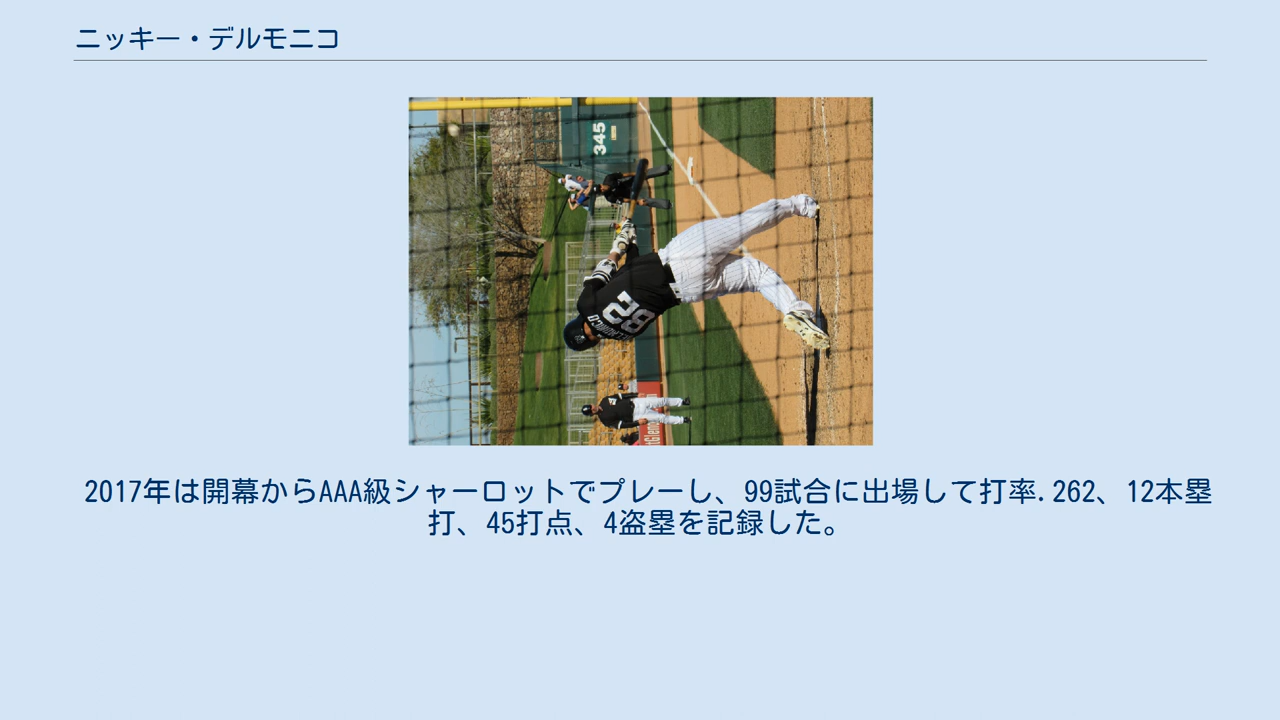 ニッキー・デルモニコ
345
82
2017年は開幕からAAA級シャーロットでプレーし、99試合に出場して打率.262、12本塁
打、45打点、4盗塁を記録した。